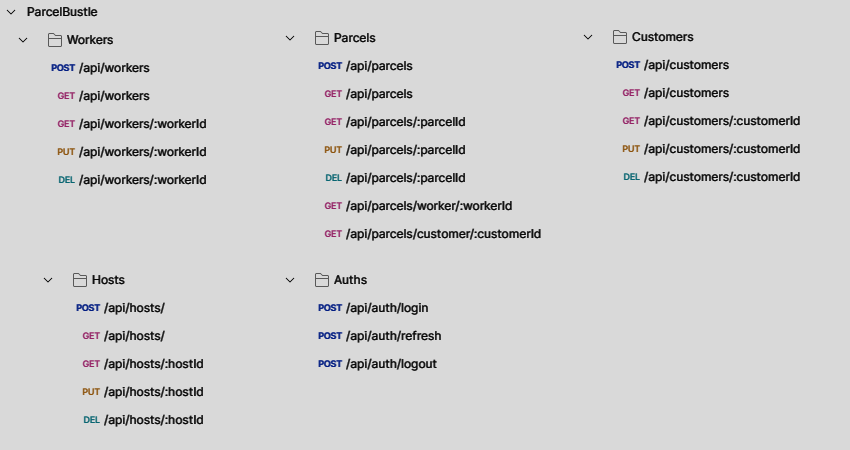 ParcelBustle
Workers
POST /api/workers
GET /api/workers
GET /api/workers/:workerId
PUT /api/workers/:workerId
DEL /api/workers/:workerId
Parcels
POST /api/parcels
GET /api/parcels
GET /api/parcels/:parcelId
PUT /api/parcels/:parcelId
DEL /api/parcels/:parcelId
GET /api/parcels/worker/:workerId
GET /api/parcels/customer/:customerId
Customers
POST /api/customers
GET /api/customers
GET /api/customers/:customerId
PUT /api/customers/:customerId
DEL /api/customers/:customerId
Hosts
POST /api/hosts/
GET /api/hosts/
GET /api/hosts/:hostId
PUT /api/hosts/:hostId
DEL /api/hosts/:hostId
Auths
POST /api/auth/login
POST /api/auth/refresh
POST /api/auth/logout